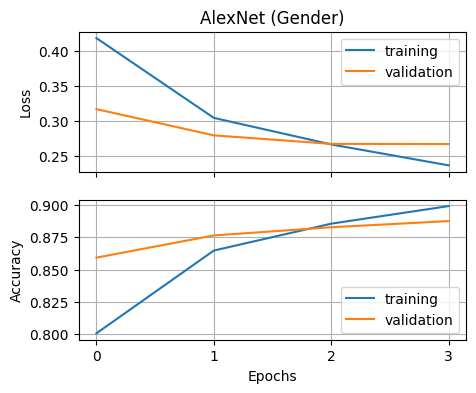 AlexNet (Gender)
0.40
0.35
0.30
0.25
Loss
training
validation
0.900
0.875
0.850
0.825
0.800
Accuracy
training
validation
0 1 2 3
Epochs